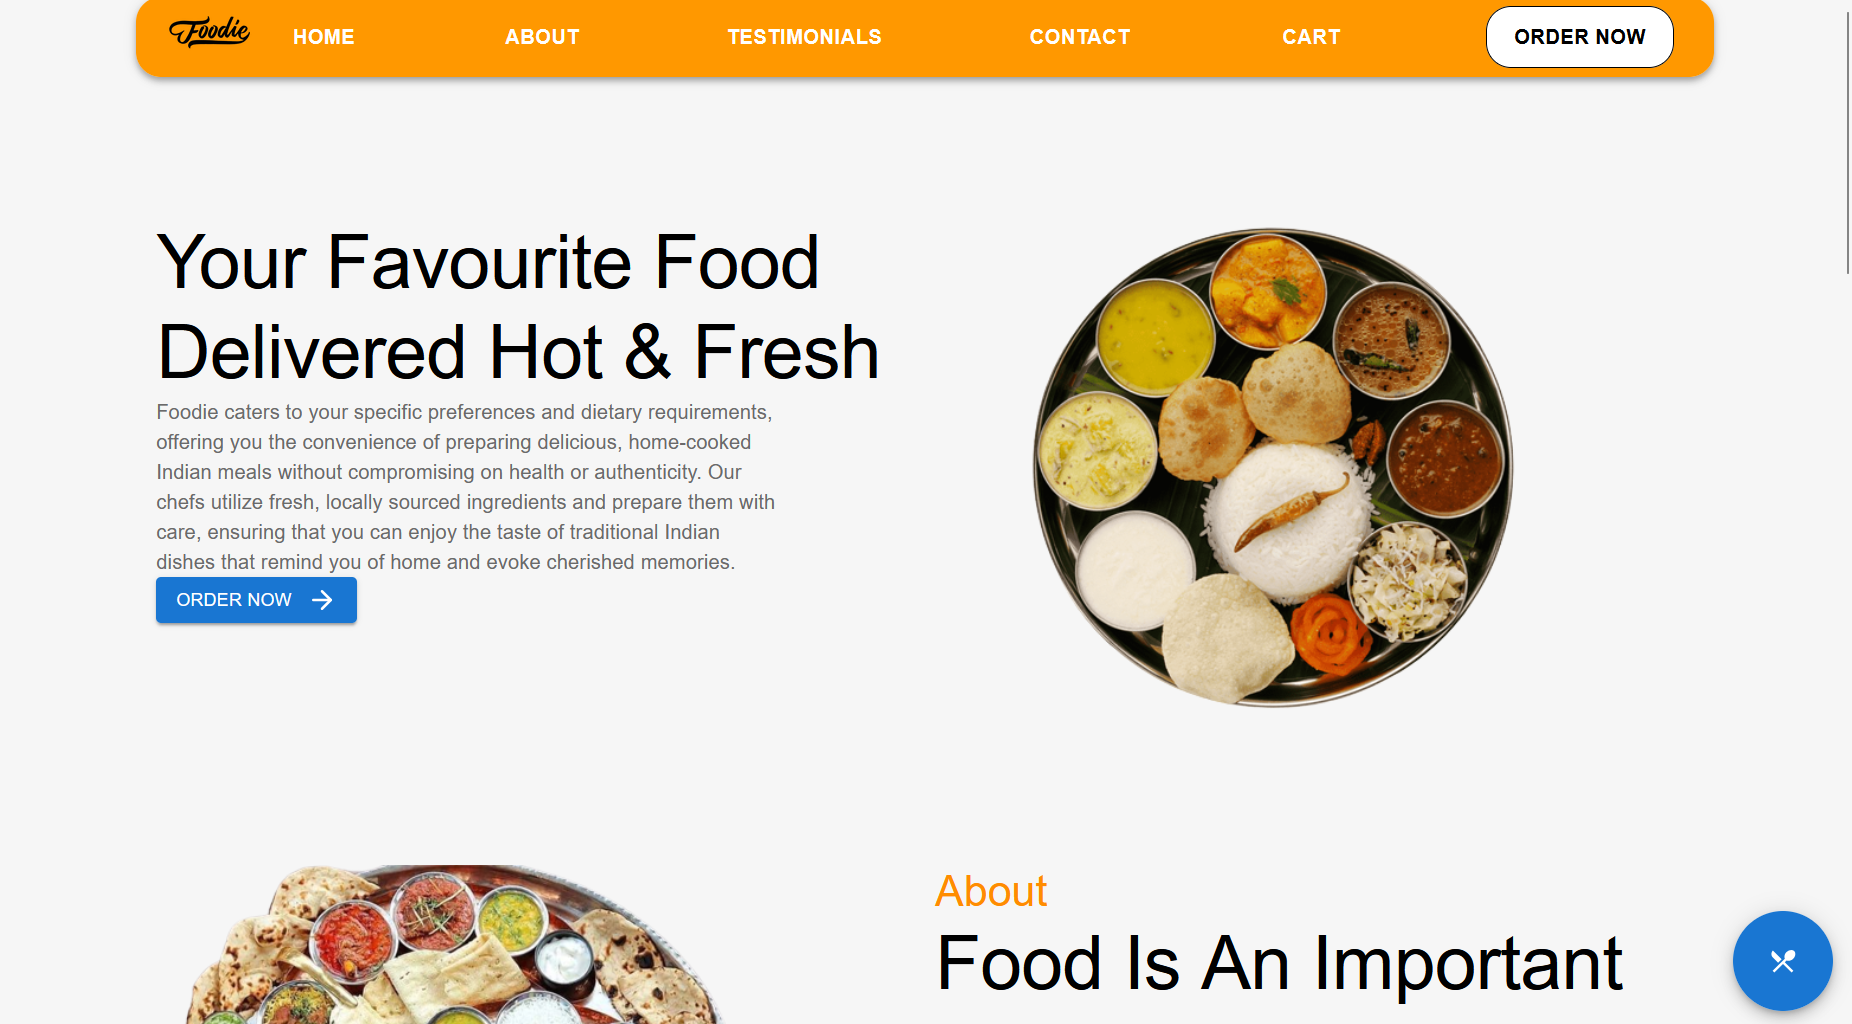 Foodie
HOME
ABOUT
TESTIMONIALS
CONTACT
CART
ORDER NOW
Your Favourite Food
Delivered Hot & Fresh
Foodie caters to your specific preferences and dietary requirements,
offering you the convenience of preparing delicious, home-cooked
Indian meals without compromising on health or authenticity. Our
chefs utilize fresh, locally sourced ingredients and prepare them with
care, ensuring that you can enjoy the taste of traditional Indian
dishes that remind you of home and evoke cherished memories.
ORDER NOW
About
Food Is An Important